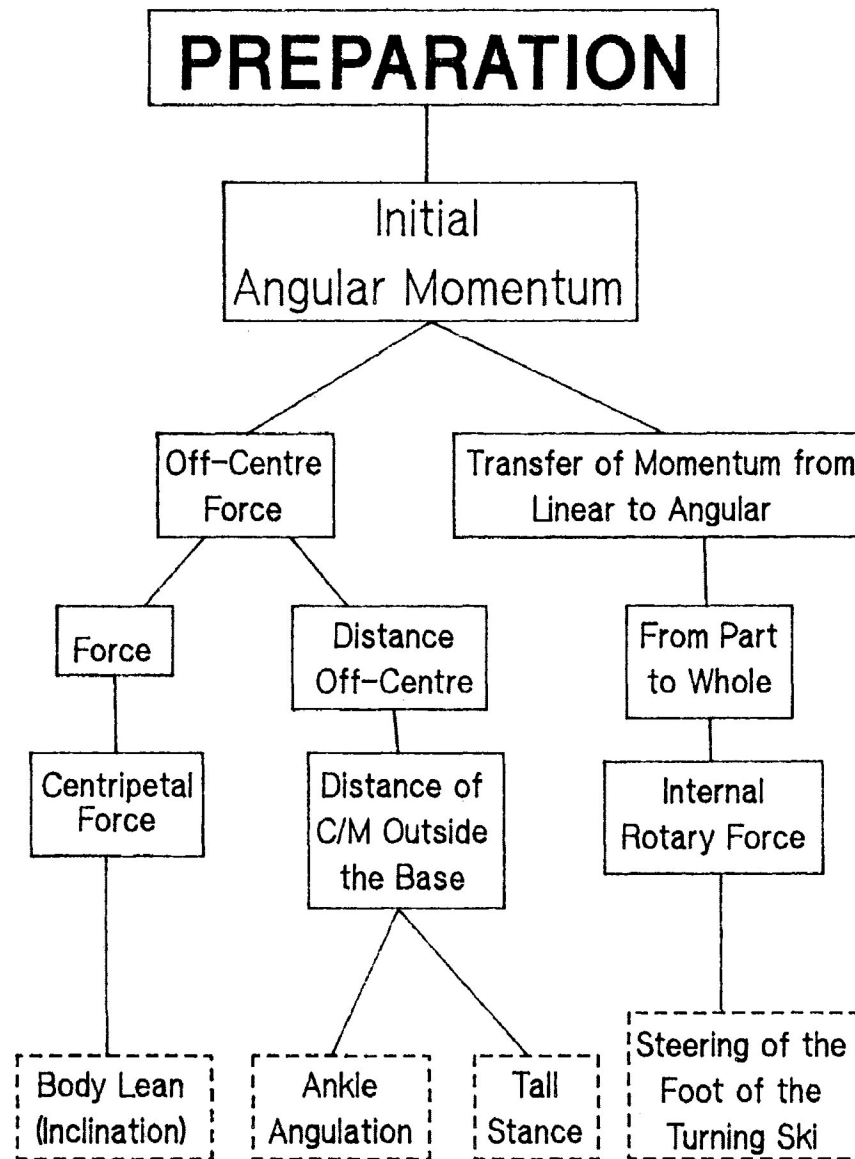 PREPARATION
Initial
Angular Momentum
Off-Centre
Force
Transfer of Momentum from
Linear to Angular
Force
Distance
Off-Centre
From Part
to Whole
Centripetal
Force
Distance of
C/M Outside
the Base
Internal
Rotary Force
Body Lean
(Inclination)
Ankle
Angulation
Tall
Stance
Steering of the
Foot of the
Turning Ski